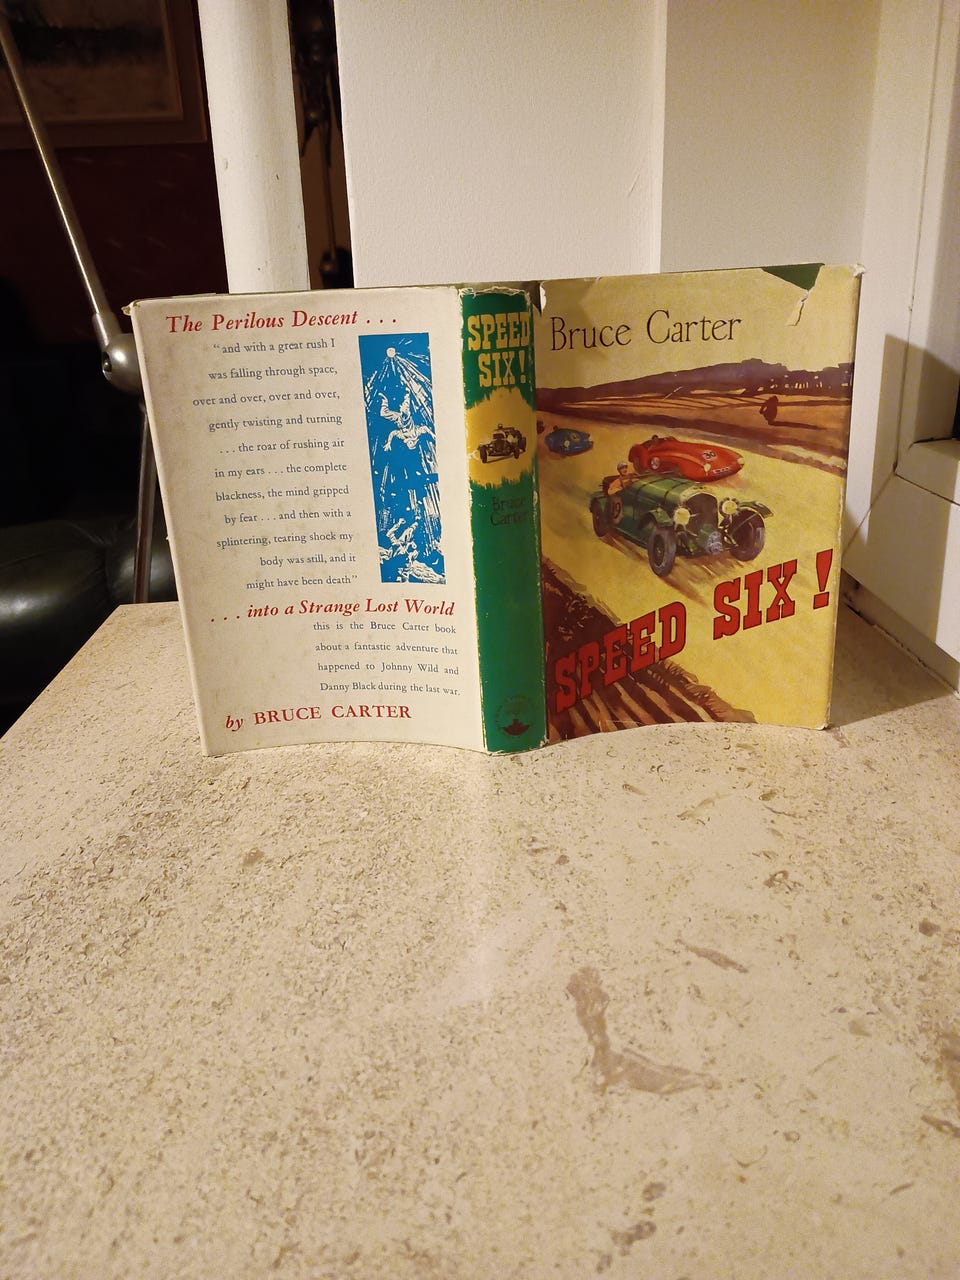 The Perilous Descent . . .
“and with a great rush I
was falling through space,
over and over, over and over,
gently twisting and turning
. . . the roar of rushing air
in my ears . . . the complete
blackness, the mind gripped
by fear . . . and then with a
splintering, tearing shock my
body was still, and it
might have been death”
. . . into a Strange Lost World
this is the Bruce Carter book
about a fantastic adventure that
happened to Johnny Wild and
Danny Black during the last war.
by BRUCE CARTER
SPEED
SIX!
Bruce
Carter
Bruce Carter
SPEED SIX!